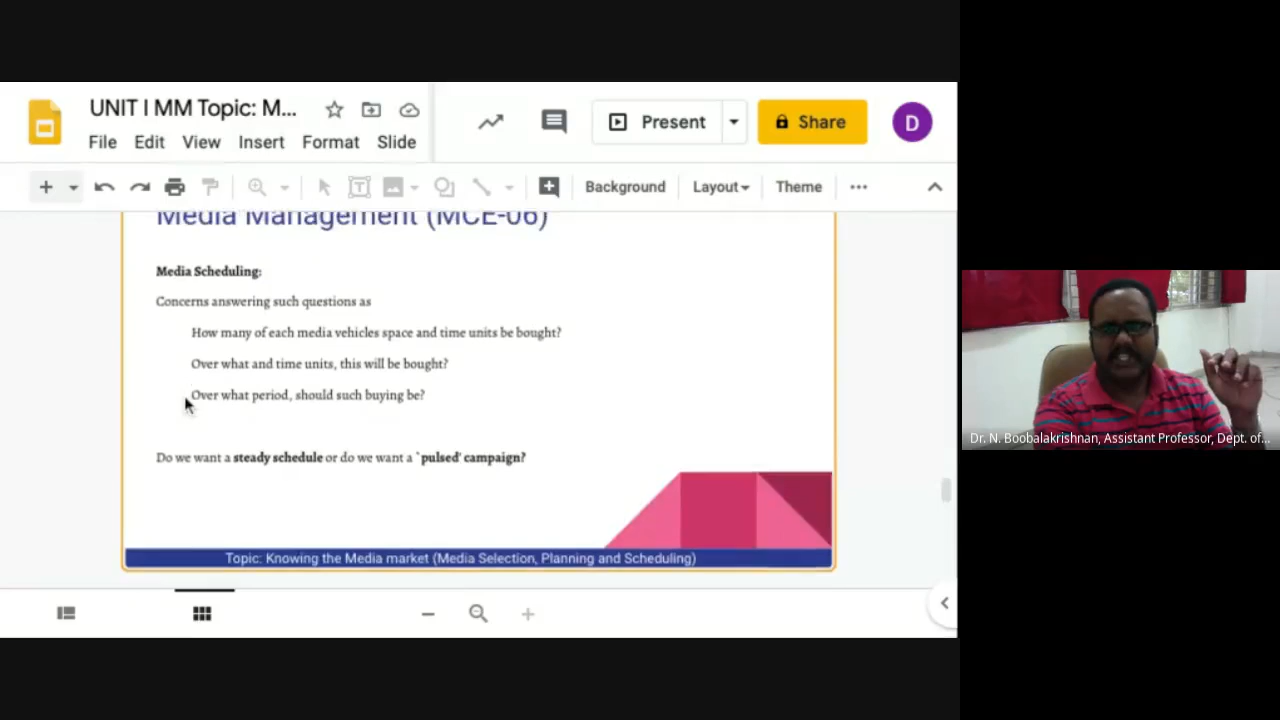 UNIT I MM Topic: M...
File Edit View Insert Format Slide
Present
Share
D
Background Layout Theme
Media Management (MCE-06)
Media Scheduling:
Concerns answering such questions as
How many of each media vehicles space and time units be bought?
Over what and time units, this will be bought?
Over what period, should such buying be?
Do we want a steady schedule or do we want a `pulsed' campaign?
Topic: Knowing the Media market (Media Selection, Planning and Scheduling)
Dr. N. Boobalakrishnan, Assistant Professor, Dept. of...